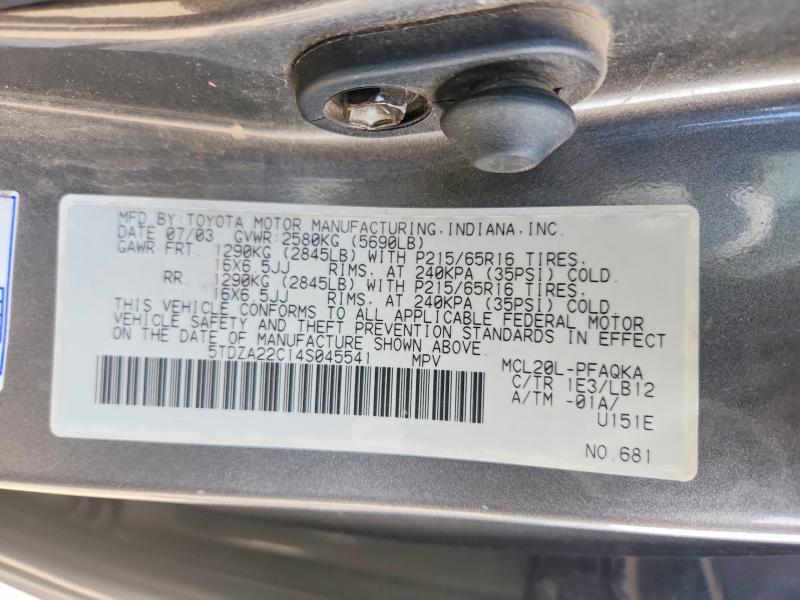 MFD.BY:TOYOTA MOTOR MANUFACTURING,INDIANA,INC.
DATE 07/03 GVWR:2580KG (5690LB)
GAWR:FRT. 1290KG (2845LB) WITH P215/65R16 TIRES,
16X6.5JJ RIMS, AT 240KPA (35PSI) COLD.
RR. 1290KG (2845LB) WITH P215/65R16 TIRES,
16X6.5JJ RIMS, AT 240KPA (35PSI) COLD.
THIS VEHICLE CONFORMS TO ALL APPLICABLE FEDERAL MOTOR
VEHICLE SAFETY AND THEFT PREVENTION STANDARDS IN EFFECT
ON THE DATE OF MANUFACTURE SHOWN ABOVE.
5TDZA22C14S045541 MPV MCL20L-PFAQKA
C/TR 1E3/LB12
A/TM -01A/
U151E
NO.681